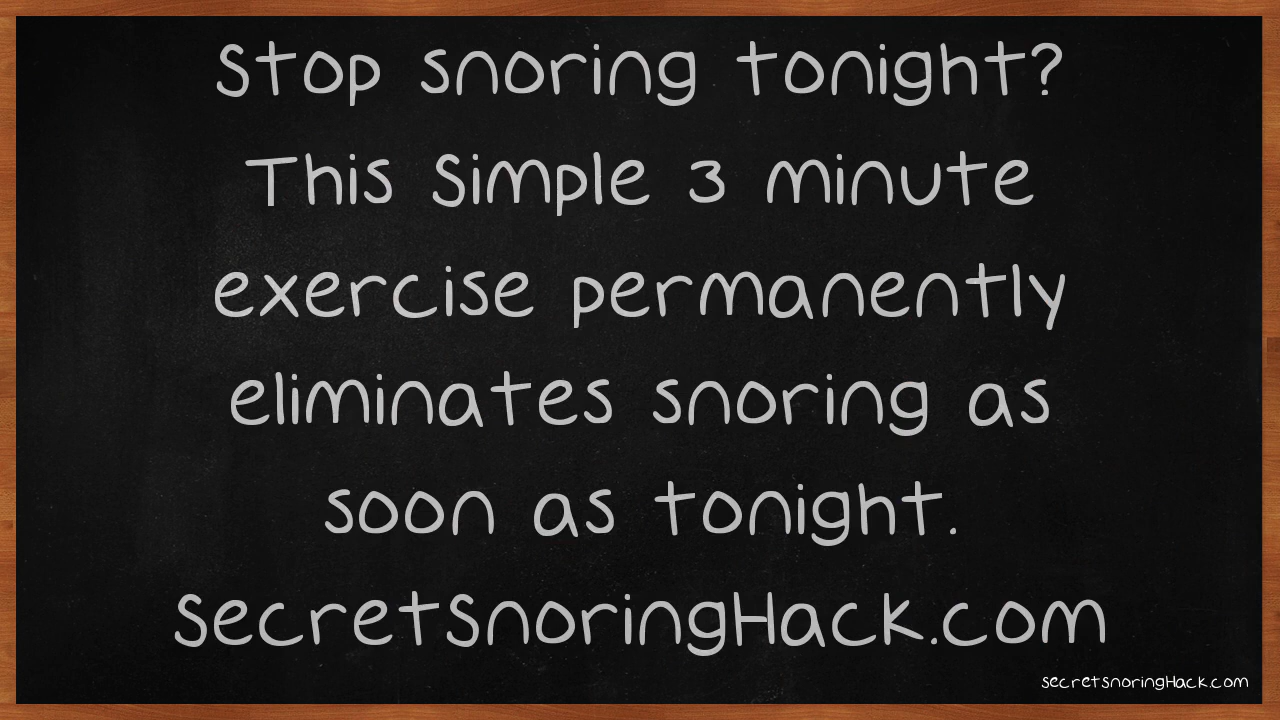 Stop snoring tonight?
This Simple 3 minute
exercise permanently
eliminates snoring as
soon as tonight.
SecretSnoringHack.com
secretsnoringHack.com